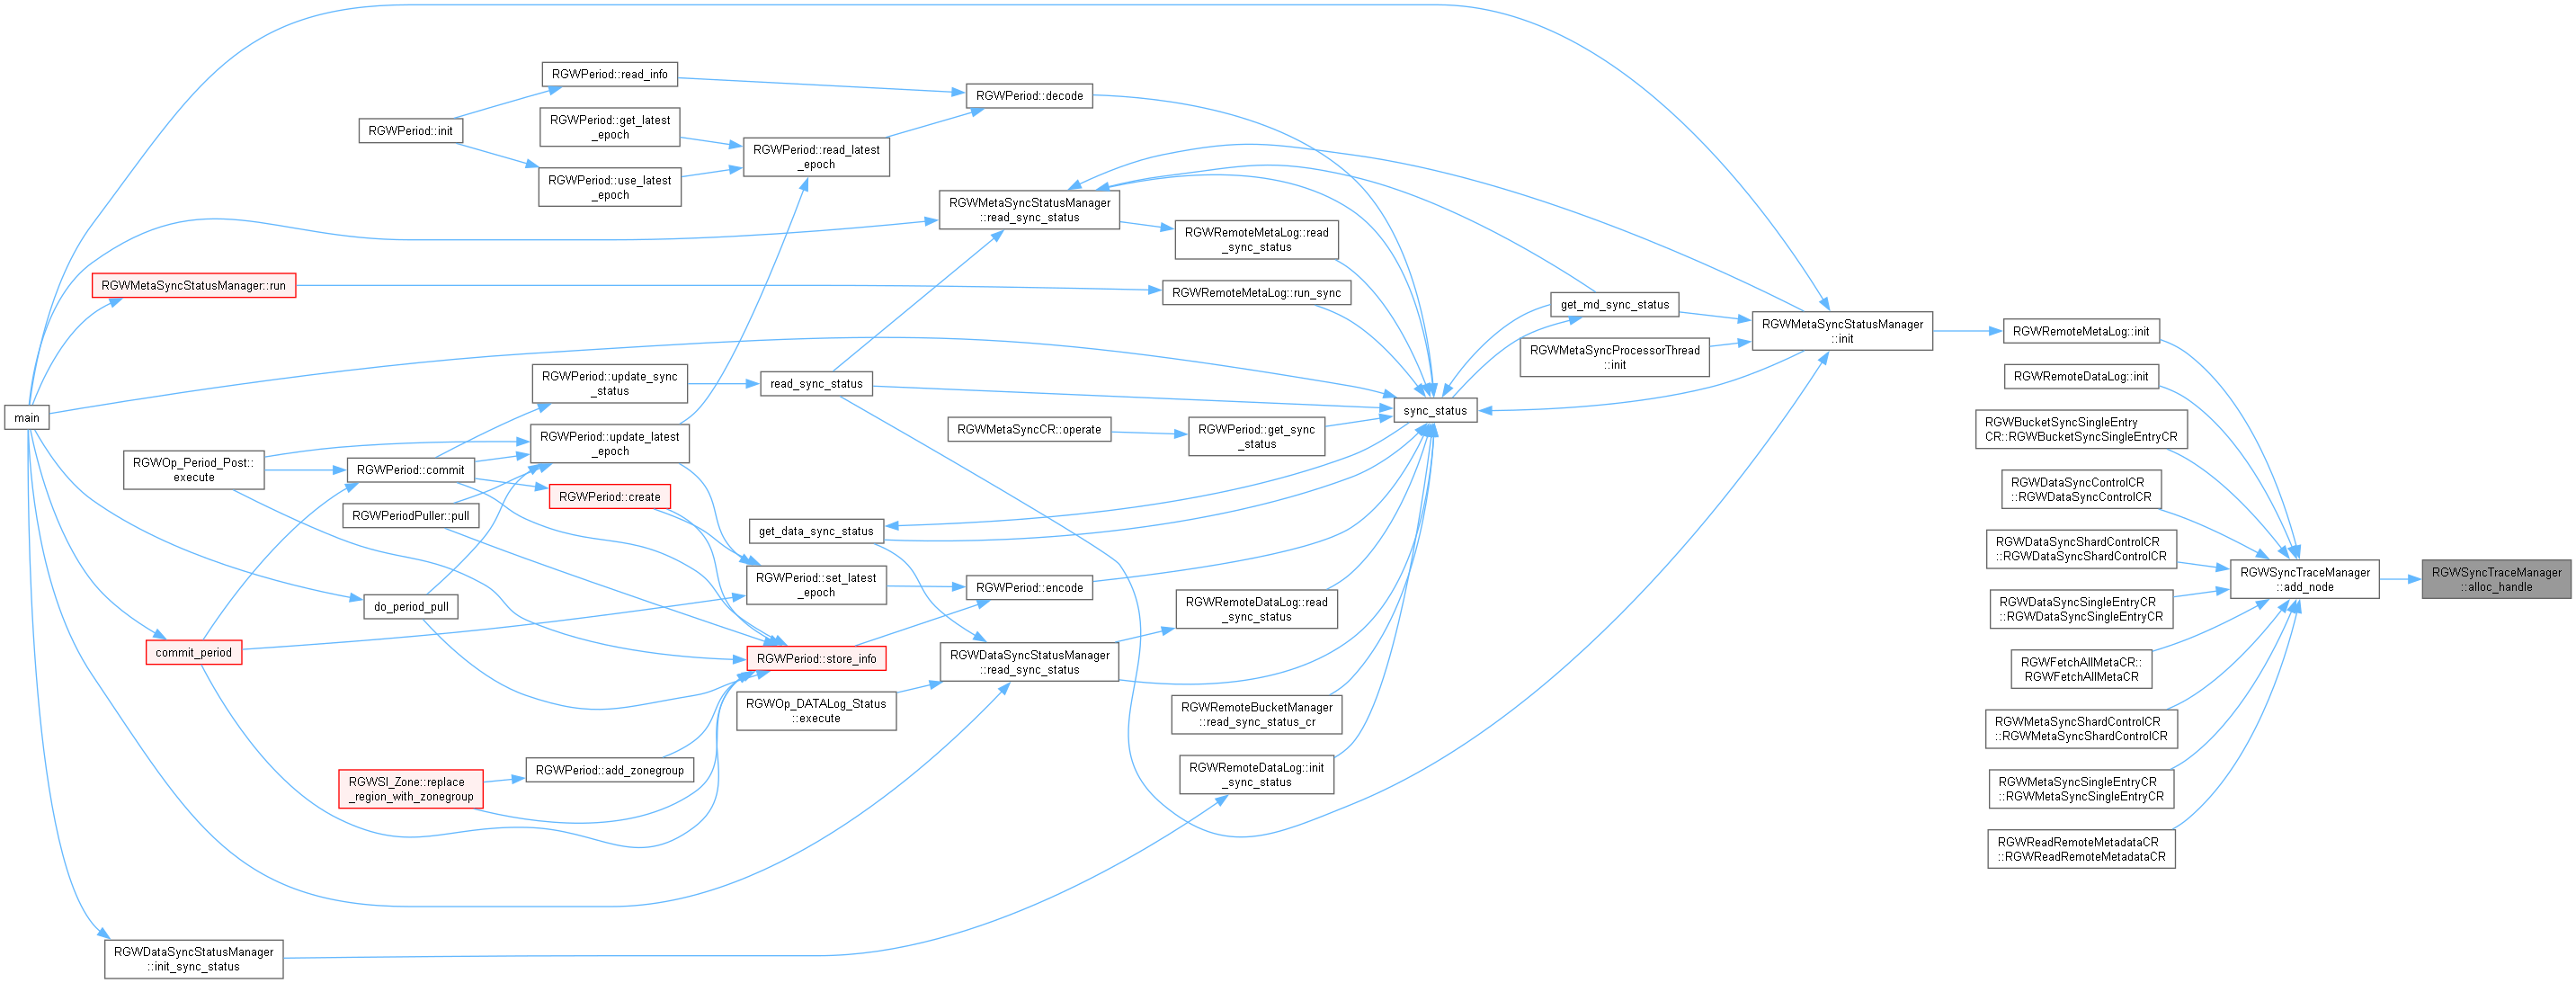 main
RGWMetaSyncStatusManager::run
RGWOp_Period_Post::
execute
commit_period
RGWDataSyncStatusManager
::init_sync_status
RGWPeriod::init
RGWPeriod::commit
RGWPeriodPuller::pull
do_period_pull
RGWSI_Zone::replace
_region_with_zonegroup
RGWPeriod::read_info
RGWPeriod::get_latest
_epoch
RGWPeriod::use_latest
_epoch
RGWPeriod::update_sync
_status
RGWPeriod::update_latest
_epoch
RGWPeriod::create
RGWPeriod::add_zonegroup
RGWPeriod::read_latest
_epoch
read_sync_status
get_data_sync_status
RGWPeriod::set_latest
_epoch
RGWPeriod::store_info
RGWOp_DATALog_Status
::execute
RGWPeriod::decode
RGWMetaSyncStatusManager
::read_sync_status
RGWMetaSyncCR::operate
RGWPeriod::encode
RGWDataSyncStatusManager
::read_sync_status
RGWRemoteMetaLog::read
_sync_status
RGWRemoteMetaLog::run_sync
RGWPeriod::get_sync
_status
RGWRemoteDataLog::read
_sync_status
RGWRemoteBucketManager
::read_sync_status_cr
RGWRemoteDataLog::init
_sync_status
sync_status
get_md_sync_status
RGWMetaSyncProcessorThread
::init
RGWMetaSyncStatusManager
::init
RGWRemoteMetaLog::init
RGWRemoteDataLog::init
RGWBucketSyncSingleEntry
CR::RGWBucketSyncSingleEntryCR
RGWDataSyncControlCR
::RGWDataSyncControlCR
RGWDataSyncShardControlCR
::RGWDataSyncShardControlCR
RGWDataSyncSingleEntryCR
::RGWDataSyncSingleEntryCR
RGWFetchAllMetaCR::
RGWFetchAllMetaCR
RGWMetaSyncShardControlCR
::RGWMetaSyncShardControlCR
RGWMetaSyncSingleEntryCR
::RGWMetaSyncSingleEntryCR
RGWReadRemoteMetadataCR
::RGWReadRemoteMetadataCR
RGWSyncTraceManager
::add_node
RGWSyncTraceManager
::alloc_handle